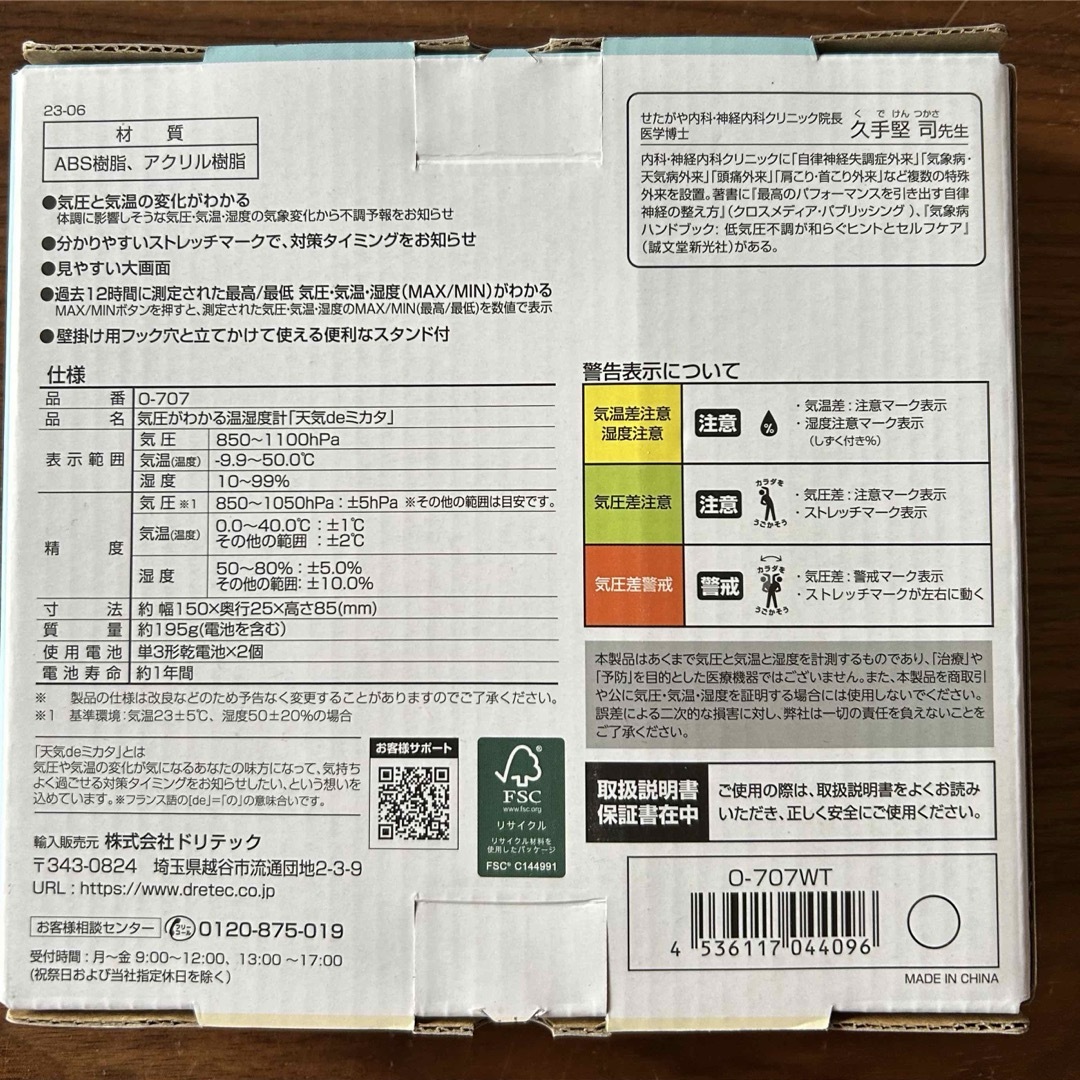 23-06
材 質
ABS樹脂、アクリル樹脂
●気圧と気温の変化がわかる
体調に影響しそうな気圧・気温・湿度の気象変化から不調予報をお知らせ
●分かりやすいストレッチマークで、対策タイミングをお知らせ
●見やすい大画面
●過去12時間に測定された最高/最低 気圧・気温・湿度(MAX/MIN)がわかる
MAX/MINボタンを押すと、測定された気圧・気温・湿度のMAX/MIN(最高/最低)を数値で表示
●壁掛け用フック穴と立てかけて使える便利なスタンド付
せたがや内科・神経内科クリニック院長
医学博士
く で けん つかさ
久手堅 司先生
内科・神経内科クリニックに「自律神経失調症外来」「気象病・
天気病外来」「頭痛外来」「肩こり・首こり外来」など複数の特殊
外来を設置。著書に『最高のパフォーマンスを引き出す自律
神経の整え方』(クロスメディア・パブリッシング )、『気象病
ハンドブック: 低気圧不調が和らぐヒントとセルフケア』
(誠文堂新光社)がある。
仕様
品 番 O-707
品 名 気圧がわかる温湿度計「天気deミカタ」
表示範囲 気 圧 850〜1100hPa
気温(温度) -9.9〜50.0℃
湿 度 10〜99%
精 度 気 圧※1 850〜1050hPa:±5hPa ※その他の範囲は目安です。
気温(温度) 0.0〜40.0℃ :±1℃
その他の範囲 :±2℃
湿 度 50〜80% :±5.0%
その他の範囲:±10.0%
寸 法 約 幅150×奥行25×高さ85(mm)
質 量 約195g(電池を含む)
使用電池 単3形乾電池×2個
電池寿命 約1年間
※ 製品の仕様は改良などのため予告なく変更することがありますのでご了承ください。
※1 基準環境:気温23±5℃、湿度50±20%の場合
警告表示について
気温差注意
湿度注意
注意
%
・気温差:注意マーク表示
・湿度注意マーク表示
(しずく付き%)
気圧差注意
注意
カラダを
うごかそう
・気圧差:注意マーク表示
・ストレッチマーク表示
気圧差警戒
警戒
カラダを
うごかそう
・気圧差:警戒マーク表示
・ストレッチマークが左右に動く
本製品はあくまで気圧と気温と湿度を計測するものであり、「治療」や
「予防」を目的とした医療機器ではございません。また、本製品を商取引
や公に気圧・気温・湿度を証明する場合には使用しないでください。
誤差による二次的な損害に対し、弊社は一切の責任を負えないことを
ご了承ください。
「天気deミカタ」とは
気圧や気温の変化が気になるあなたの味方になって、気持ち
よく過ごせる対策タイミングをお知らせしたい、という想いを
込めています。※フランス語の[de]=「の」の意味合いです。
お客様サポート
FSC
www.fsc.org
リサイクル
リサイクル材料を
使用したパッケージ
FSC® C144991
取扱説明書
保証書在中
ご使用の際は、取扱説明書をよくお読み
いただき、正しく安全にご使用ください。
輸入販売元 株式会社ドリテック
〒343-0824 埼玉県越谷市流通団地2-3-9
URL : https://www.dretec.co.jp
お客様相談センター フリーコール 0120-875-019
受付時間:月〜金 9:00〜12:00、13:00 〜17:00
(祝祭日および当社指定休日を除く)
O-707WT
4 536117 044096
MADE IN CHINA